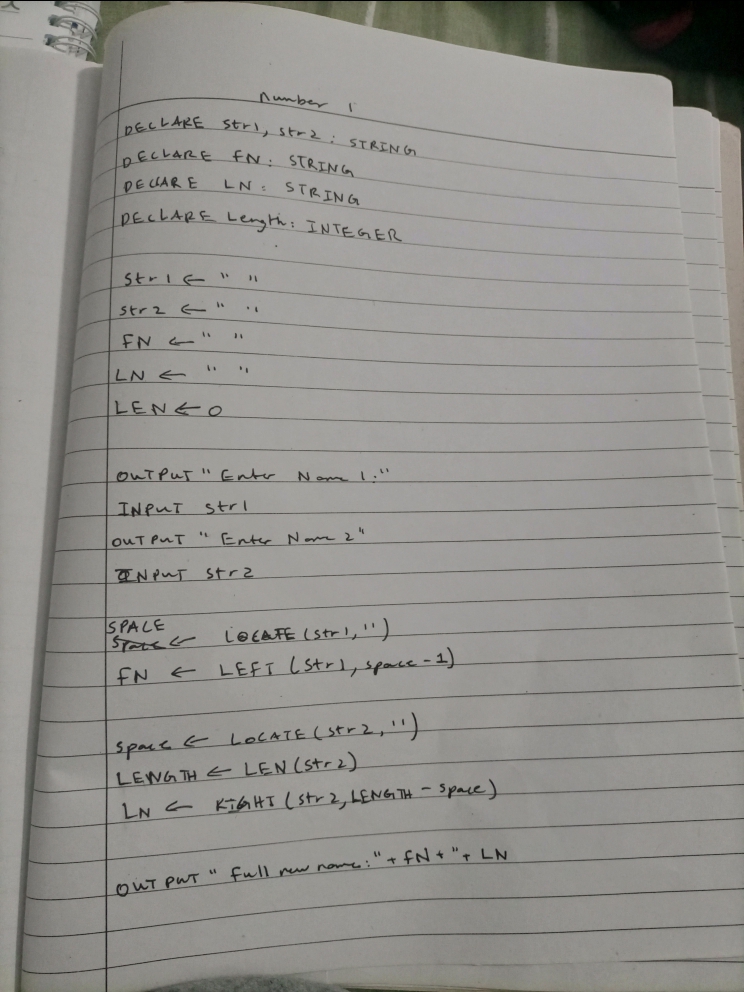 Number 1
DECLARE str1, str2 : STRING
DECLARE FN : STRING
DECLARE LN : STRING
DECLARE Length : INTEGER
Str1 ← " "
Str2 ← " "
FN ← " "
LN ← " "
LEN ← 0
OUTPUT " Enter Name 1:"
INPUT str1
OUTPUT " Enter Name 2"
INPUT str2
SPACE
Space ← LOCATE (str1, '')
FN ← LEFT (str1, space - 1)
Space ← LOCATE (str2, '')
LENGTH ← LEN (str2)
LN ← RIGHT (str2, LENGTH - space)
OUTPUT " full new name:" + FN + " + LN